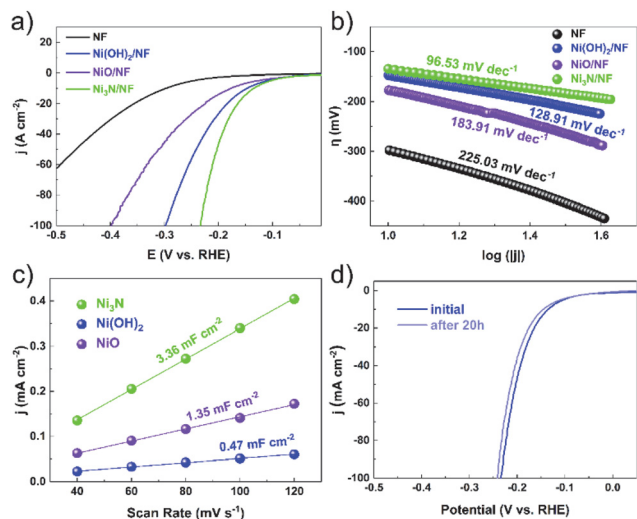 a)
j (A cm⁻²)
20
0
-20
-40
-60
-80
-100
NF
Ni(OH)₂/NF
NiO/NF
Ni₃N/NF
-0.5 -0.4 -0.3 -0.2 -0.1
E (V vs. RHE)
b)
η (mV)
-100
-200
-300
-400
NF
Ni(OH)₂/NF
NiO/NF
Ni₃N/NF
96.53 mV dec⁻¹
128.91 mV dec⁻¹
183.91 mV dec⁻¹
225.03 mV dec⁻¹
1.0 1.2 1.4 1.6
log (|j|)
c)
j (mA cm⁻²)
0.4
0.3
0.2
0.1
0.0
Ni₃N
Ni(OH)₂
NiO
3.36 mF cm⁻²
1.35 mF cm⁻²
0.47 mF cm⁻²
40 60 80 100 120
Scan Rate (mV s⁻¹)
d)
j (mA cm⁻²)
0
-20
-40
-60
-80
-100
initial
after 20h
-0.5 -0.4 -0.3 -0.2 -0.1 0.0
Potential (V vs. RHE)